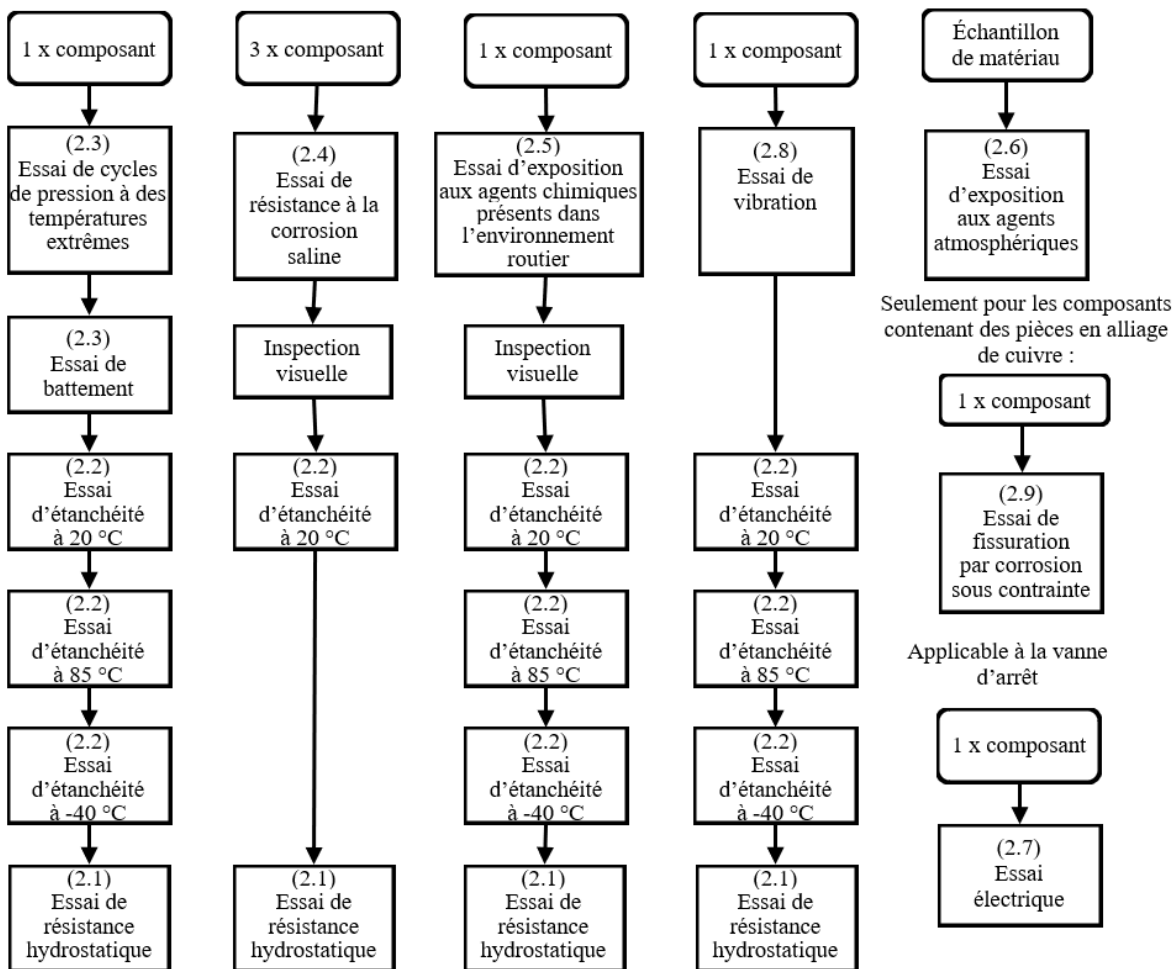 1 x composant
(2.3)
Essai de cycles
de pression à des
températures
extrêmes
(2.3)
Essai de
battement
(2.2)
Essai
d’étanchéité
à 20 °C
(2.2)
Essai
d’étanchéité
à 85 °C
(2.2)
Essai
d’étanchéité
à -40 °C
(2.1)
Essai de
résistance
hydrostatique
3 x composant
(2.4)
Essai de
résistance à la
corrosion
saline
Inspection
visuelle
(2.2)
Essai
d’étanchéité
à 20 °C
(2.1)
Essai de
résistance
hydrostatique
1 x composant
(2.5)
Essai d’exposition
aux agents chimiques
présents dans
l’environnement
routier
Inspection
visuelle
(2.2)
Essai
d’étanchéité
à 20 °C
(2.2)
Essai
d’étanchéité
à 85 °C
(2.2)
Essai
d’étanchéité
à -40 °C
(2.1)
Essai de
résistance
hydrostatique
1 x composant
(2.8)
Essai de
vibration
(2.2)
Essai
d’étanchéité
à 20 °C
(2.2)
Essai
d’étanchéité
à 85 °C
(2.2)
Essai
d’étanchéité
à -40 °C
(2.1)
Essai de
résistance
hydrostatique
Échantillon
de matériau
(2.6)
Essai
d’exposition
aux agents
atmosphériques
Seulement pour les composants
contenant des pièces en alliage
de cuivre :
1 x composant
(2.9)
Essai de
fissuration
par corrosion
sous contrainte
Applicable à la vanne
d’arrêt
1 x composant
(2.7)
Essai
électrique